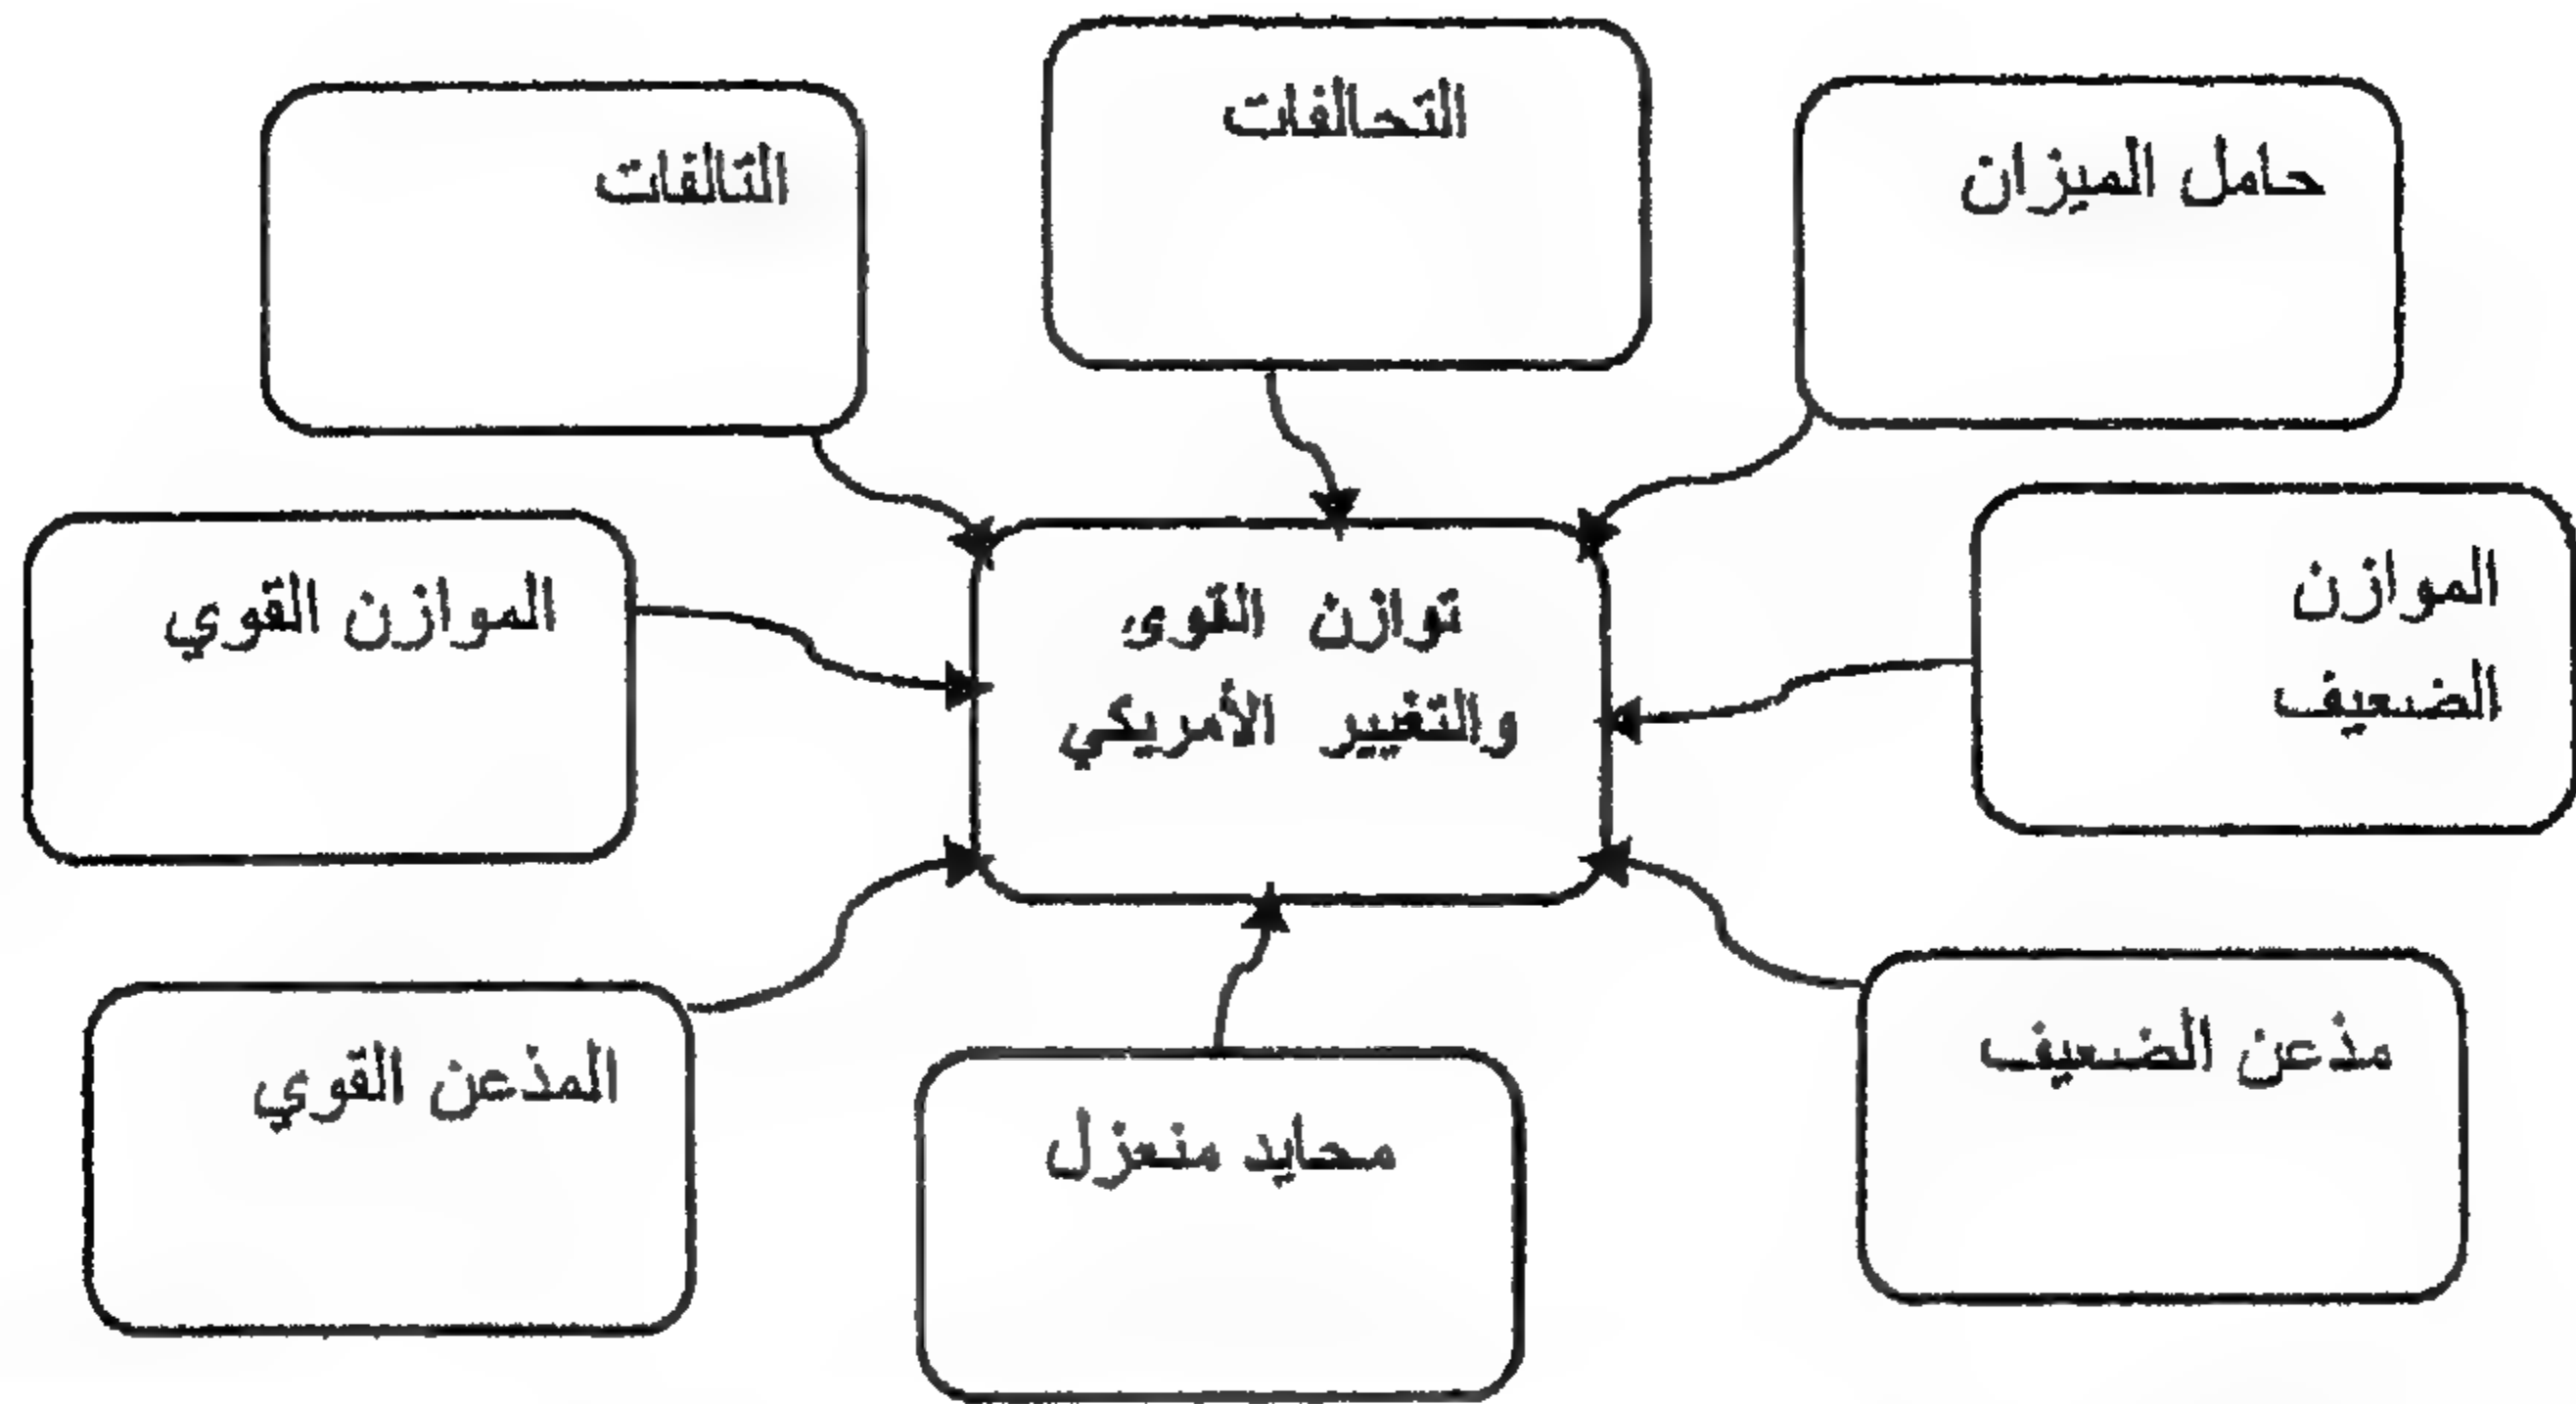 حامل الميزان
التحالفات
التالفات
الموازن
الضعيف
توازن القوى
والتغيير الأمريكي
الموازن القوي
مذعن الضعيف
محايد منعزل
المذعن القوي